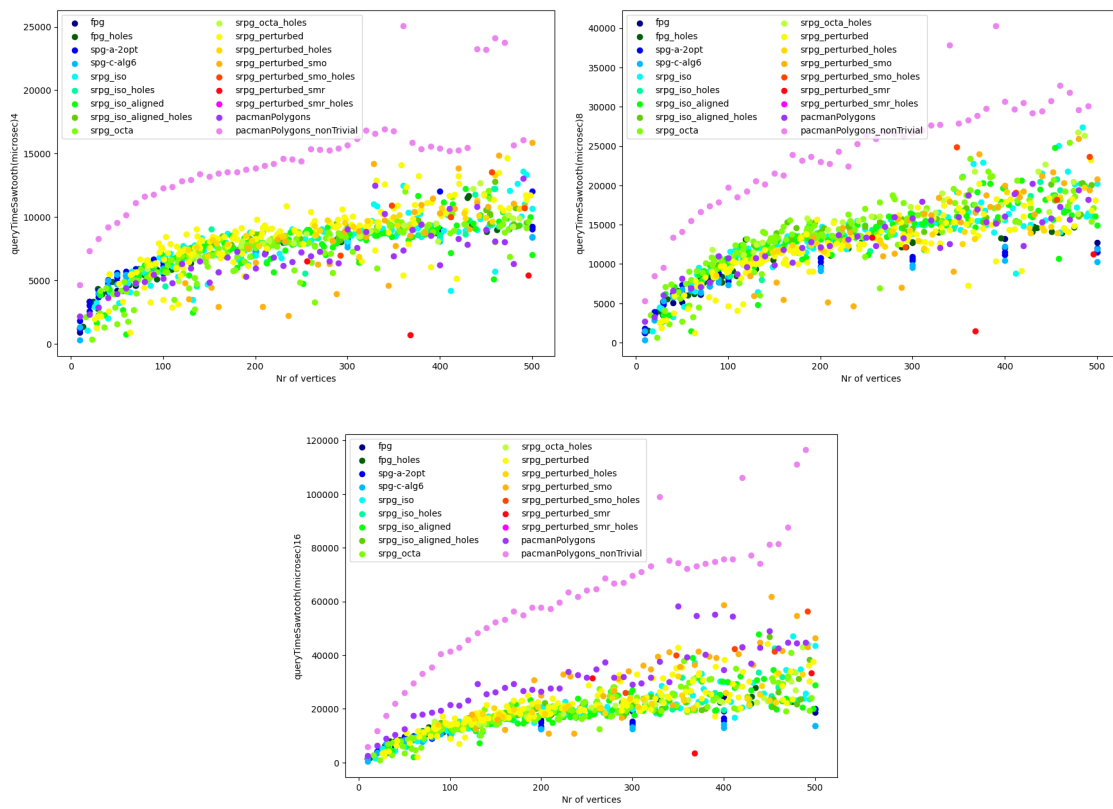 25000
20000
15000
10000
5000
0
queryTimeSawtooth(microsec)4
fpg
fpg_holes
spg-a-2opt
spg-c-alg6
srpg_iso
srpg_iso_holes
srpg_iso_aligned
srpg_iso_aligned_holes
srpg_octa
srpg_octa_holes
srpg_perturbed
srpg_perturbed_holes
srpg_perturbed_smo
srpg_perturbed_smo_holes
srpg_perturbed_smr
srpg_perturbed_smr_holes
pacmanPolygons
pacmanPolygons_nonTrivial
0 100 200 300 400 500
Nr of vertices
40000
35000
30000
25000
20000
15000
10000
5000
0
queryTimeSawtooth(microsec)8
fpg
fpg_holes
spg-a-2opt
spg-c-alg6
srpg_iso
srpg_iso_holes
srpg_iso_aligned
srpg_iso_aligned_holes
srpg_octa
srpg_octa_holes
srpg_perturbed
srpg_perturbed_holes
srpg_perturbed_smo
srpg_perturbed_smo_holes
srpg_perturbed_smr
srpg_perturbed_smr_holes
pacmanPolygons
pacmanPolygons_nonTrivial
0 100 200 300 400 500
Nr of vertices
120000
100000
80000
60000
40000
20000
0
queryTimeSawtooth(microsec)16
fpg
fpg_holes
spg-a-2opt
spg-c-alg6
srpg_iso
srpg_iso_holes
srpg_iso_aligned
srpg_iso_aligned_holes
srpg_octa
srpg_octa_holes
srpg_perturbed
srpg_perturbed_holes
srpg_perturbed_smo
srpg_perturbed_smo_holes
srpg_perturbed_smr
srpg_perturbed_smr_holes
pacmanPolygons
pacmanPolygons_nonTrivial
0 100 200 300 400 500
Nr of vertices